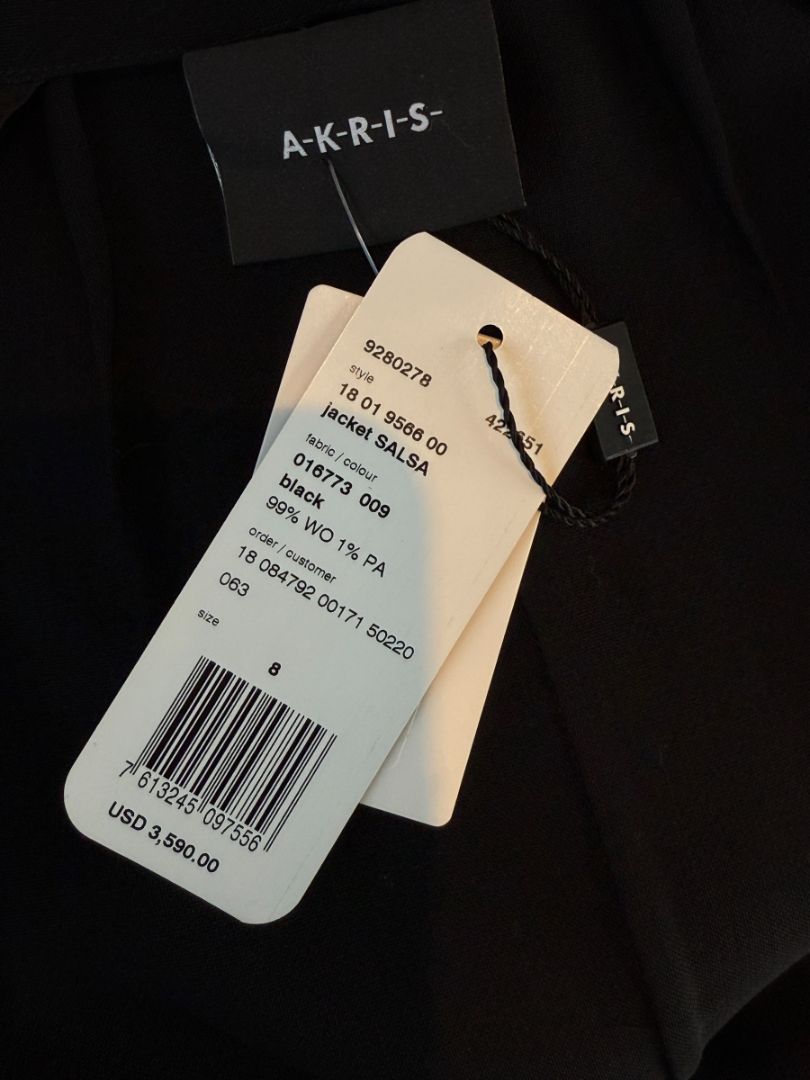 A-K-R-I-S-
9280278
style
18 01 9566 00
jacket SALSA
fabric / colour
016773 009
black
99% WO 1% PA
order / customer
18 084792 00171 50220
063
size
8
7 613245 097556
USD 3,590.00